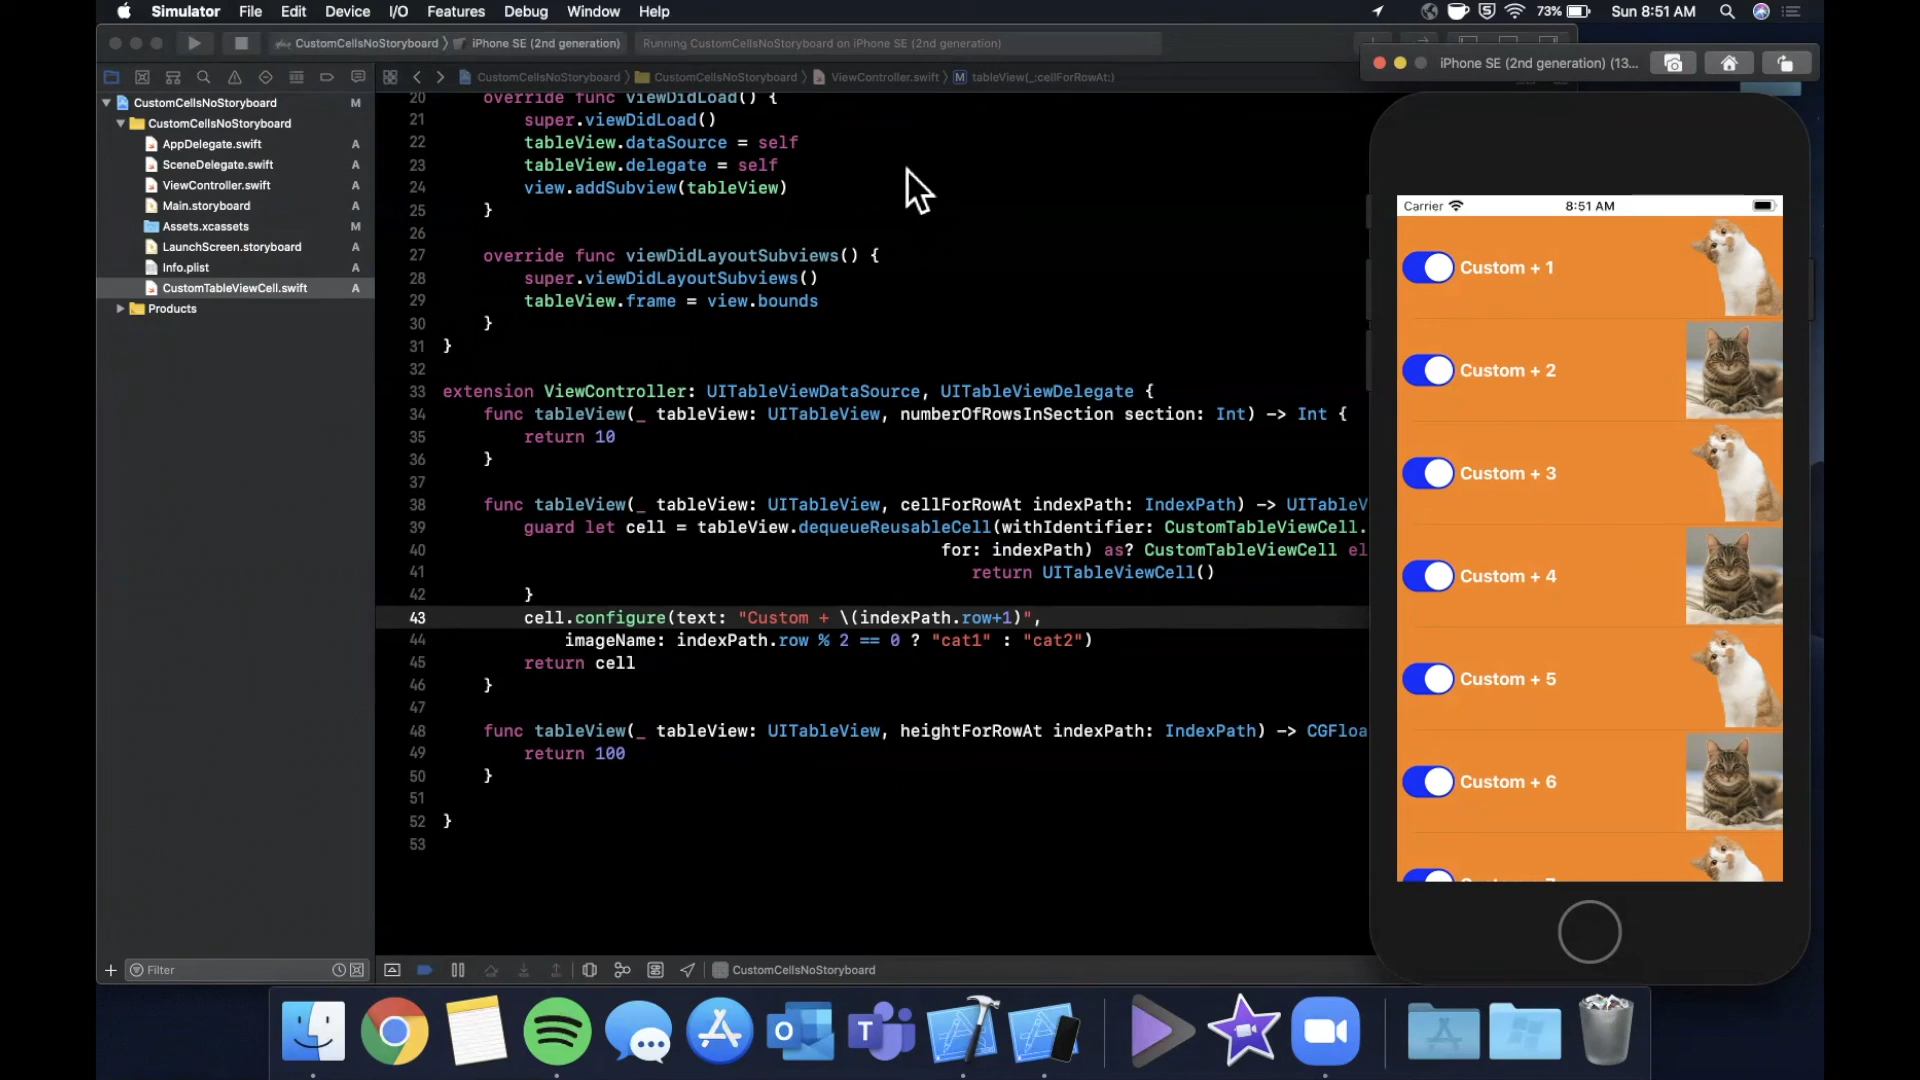 Simulator File Edit Device I/O Features Debug Window Help
73% Sun 8:51 AM
CustomCellsNoStoryboard iPhone SE (2nd generation) Running CustomCellsNoStoryboard on iPhone SE (2nd generation)
iPhone SE (2nd generation) (13...
CustomCellsNoStoryboard CustomCellsNoStoryboard ViewController.swift M tableView(_:cellForRowAt:)
CustomCellsNoStoryboard M
CustomCellsNoStoryboard
AppDelegate.swift A
SceneDelegate.swift A
ViewController.swift A
Main.storyboard A
Assets.xcassets M
LaunchScreen.storyboard A
Info.plist A
CustomTableViewCell.swift A
Products
Filter
20 override func viewDidLoad() {
21 super.viewDidLoad()
22 tableView.dataSource = self
23 tableView.delegate = self
24 view.addSubview(tableView)
25 }
26
27 override func viewDidLayoutSubviews() {
28 super.viewDidLayoutSubviews()
29 tableView.frame = view.bounds
30 }
31 }
32
33 extension ViewController: UITableViewDataSource, UITableViewDelegate {
34 func tableView(_ tableView: UITableView, numberOfRowsInSection section: Int) -> Int {
35 return 10
36 }
37
38 func tableView(_ tableView: UITableView, cellForRowAt indexPath: IndexPath) -> UITableV
39 guard let cell = tableView.dequeueReusableCell(withIdentifier: CustomTableViewCell.
40 for: indexPath) as? CustomTableViewCell el
41 return UITableViewCell()
42 }
43 cell.configure(text: "Custom + \(indexPath.row+1)",
44 imageName: indexPath.row % 2 == 0 ? "cat1" : "cat2")
45 return cell
46 }
47
48 func tableView(_ tableView: UITableView, heightForRowAt indexPath: IndexPath) -> CGFloa
49 return 100
50 }
51
52 }
53
CustomCellsNoStoryboard
Carrier 8:51 AM
Custom + 1
Custom + 2
Custom + 3
Custom + 4
Custom + 5
Custom + 6